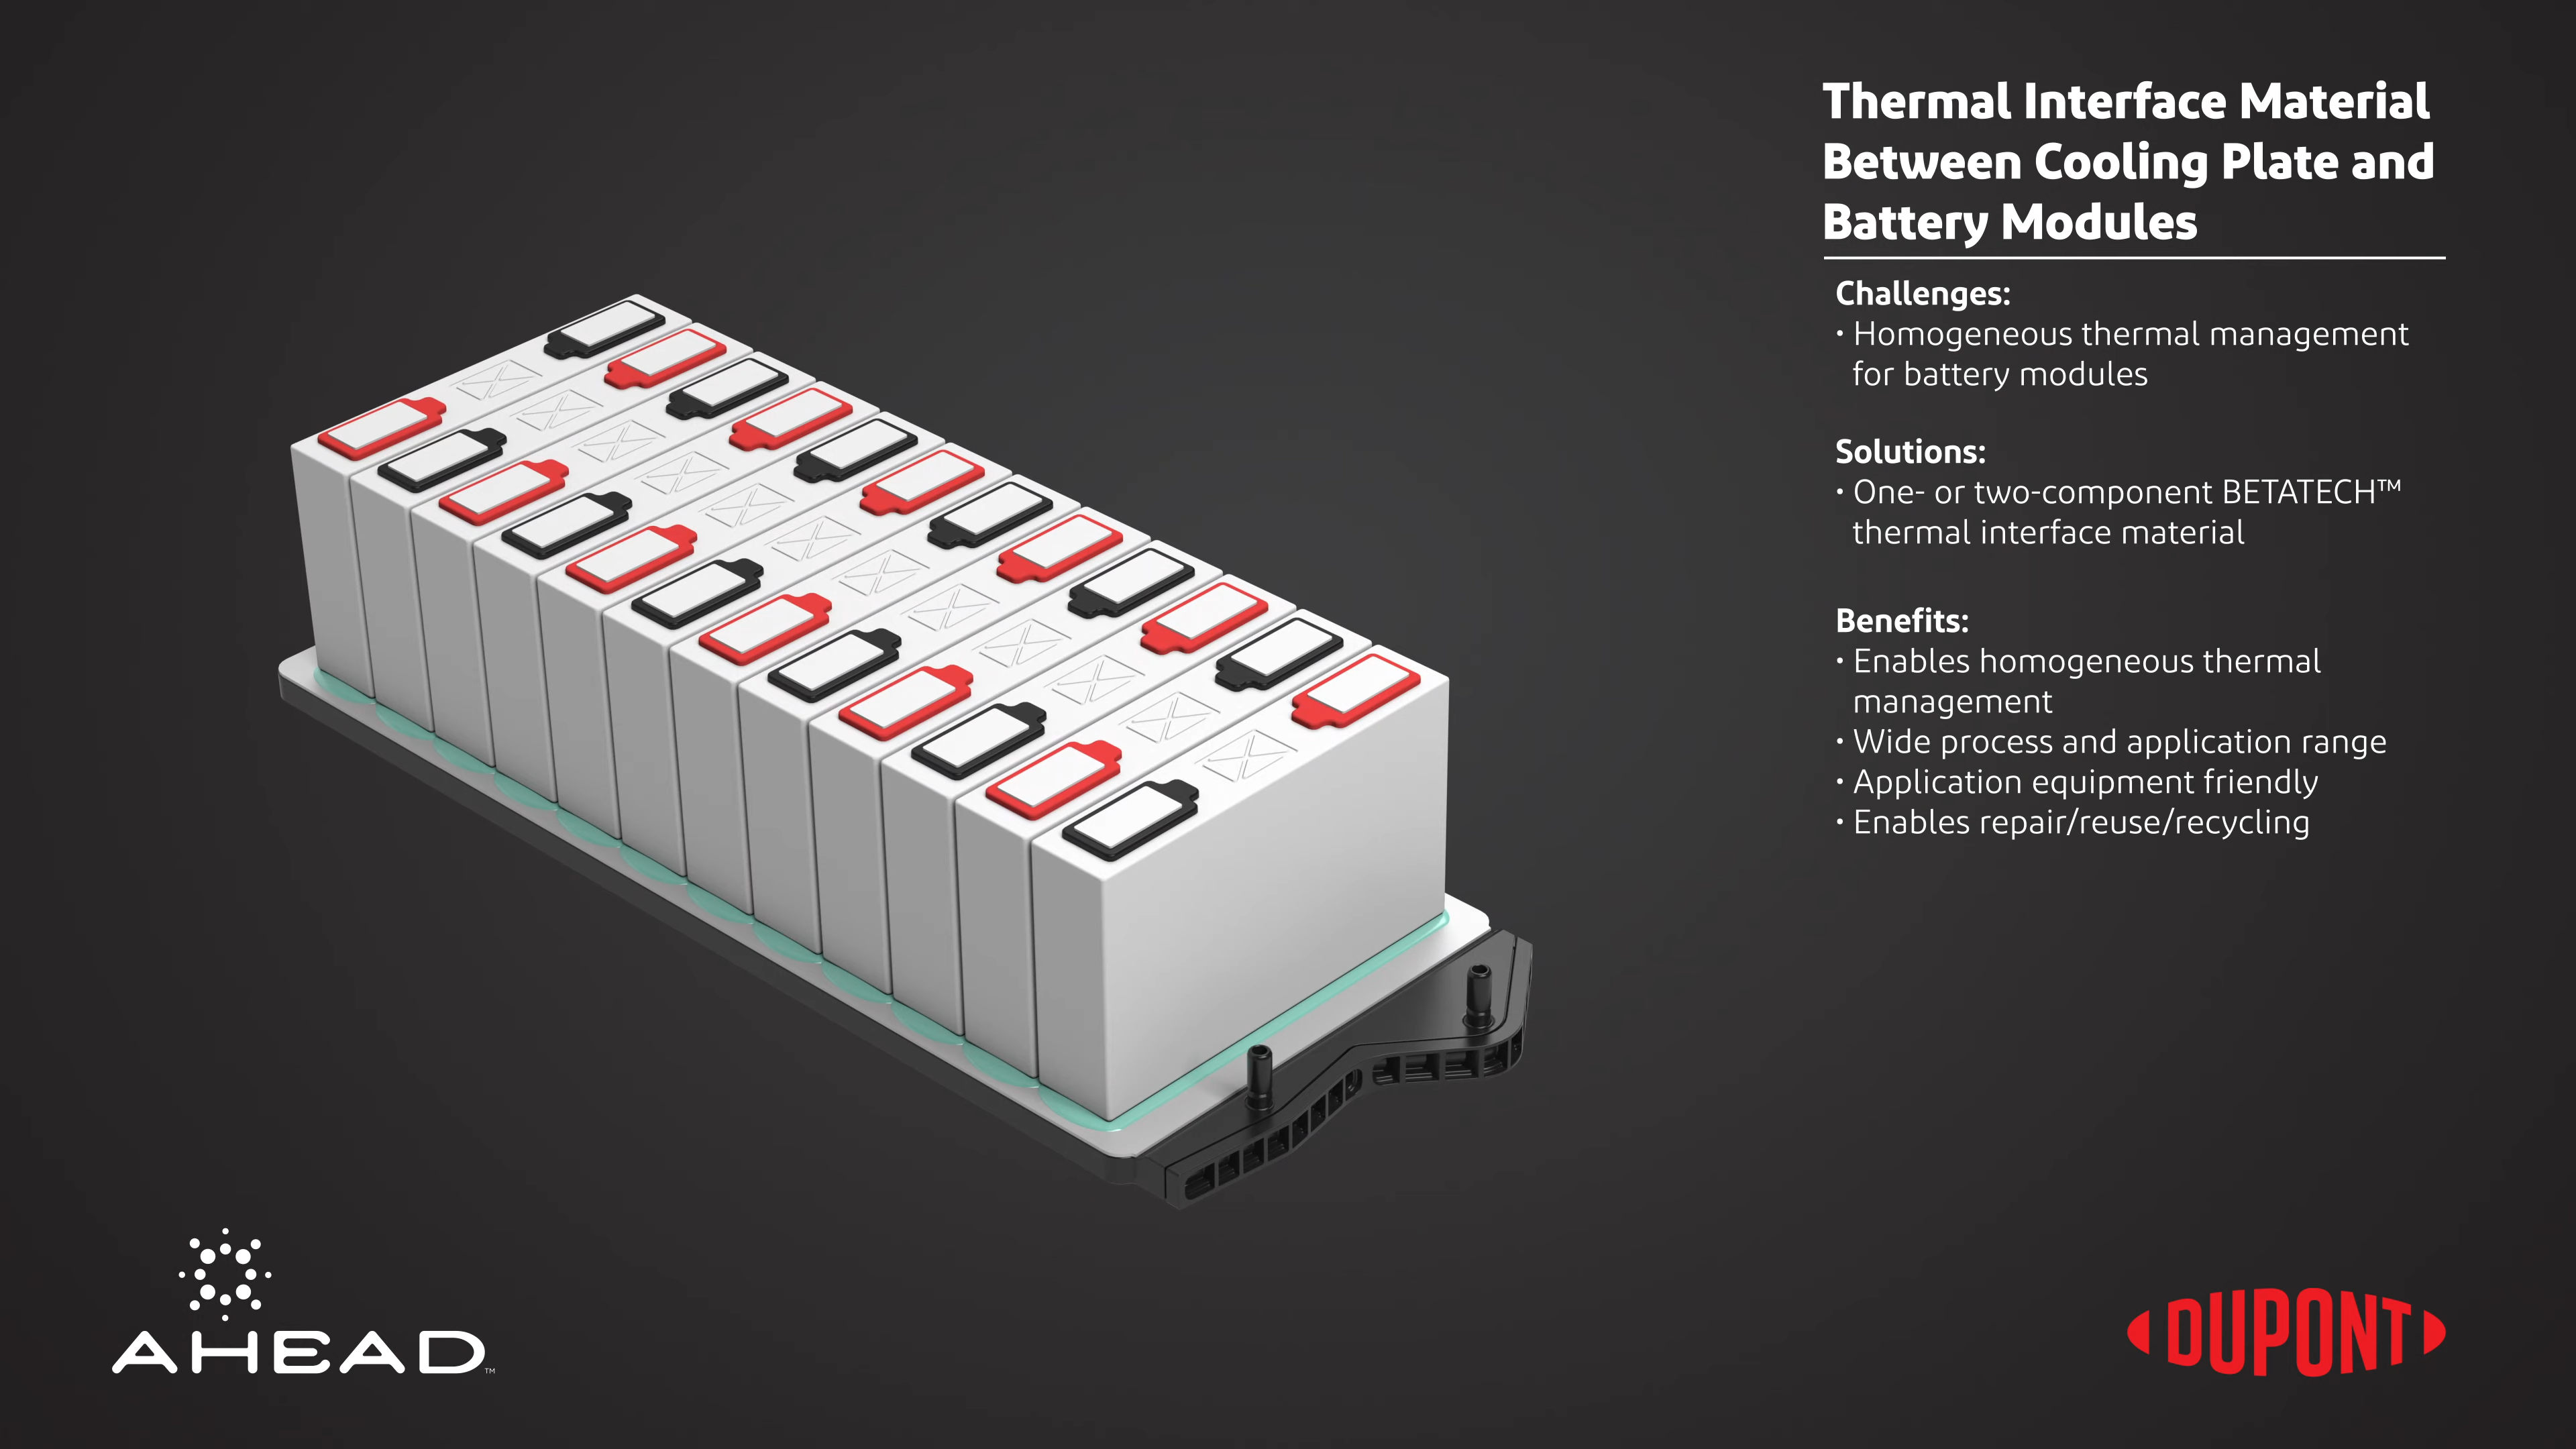 Thermal Interface Material
Between Cooling Plate and
Battery Modules
Challenges:
• Homogeneous thermal management
for battery modules
Solutions:
• One- or two-component BETATECH™
thermal interface material
Benefits:
• Enables homogeneous thermal
management
• Wide process and application range
• Application equipment friendly
• Enables repair/reuse/recycling
AHEAD™
DUPONT